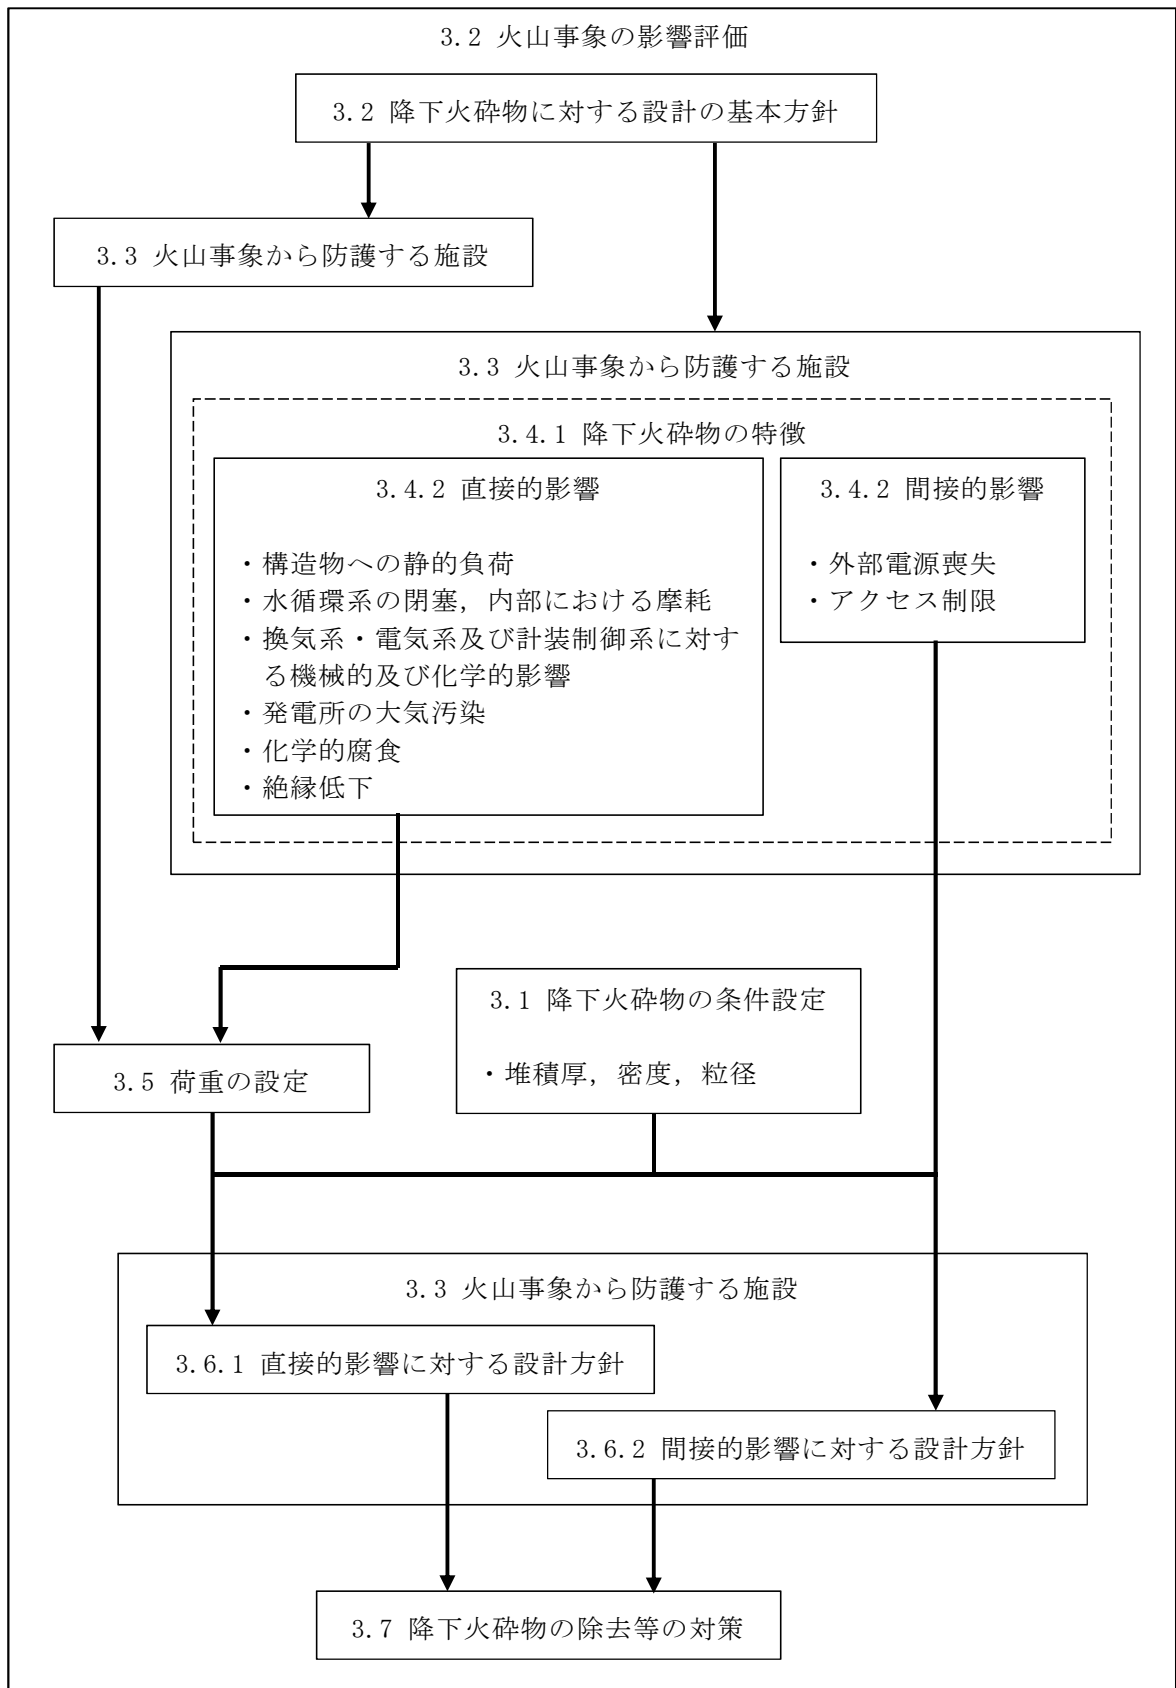 3.2 火山事象の影響評価
3.2 降下火砕物に対する設計の基本方針
3.3 火山事象から防護する施設
3.3 火山事象から防護する施設
3.4.1 降下火砕物の特徴
3.4.2 直接的影響
・構造物への静的負荷
・水循環系の閉塞，内部における摩耗
・換気系・電気系及び計装制御系に対す
る機械的及び化学的影響
・発電所の大気汚染
・化学的腐食
・絶縁低下
3.4.2 間接的影響
・外部電源喪失
・アクセス制限
3.1 降下火砕物の条件設定
・堆積厚，密度，粒径
3.5 荷重の設定
3.3 火山事象から防護する施設
3.6.1 直接的影響に対する設計方針
3.6.2 間接的影響に対する設計方針
3.7 降下火砕物の除去等の対策